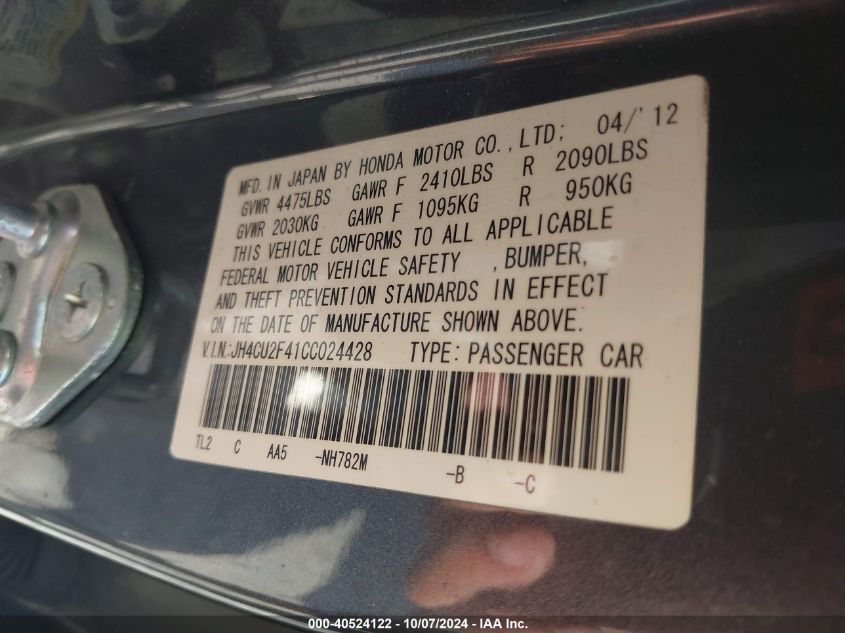 MFD. IN JAPAN BY HONDA MOTOR CO., LTD; 04/'12
GVWR 4475LBS GAWR F 2410LBS R 2090LBS
GVWR 2030KG GAWR F 1095KG R 950KG
THIS VEHICLE CONFORMS TO ALL APPLICABLE
FEDERAL MOTOR VEHICLE SAFETY , BUMPER,
AND THEFT PREVENTION STANDARDS IN EFFECT
ON THE DATE OF MANUFACTURE SHOWN ABOVE.
V.I.N.:JH4CU2F41CC024428 TYPE: PASSENGER CAR
TL2 C AA5 -NH782M -B -C
000-40524122 - 10/07/2024 - IAA Inc.